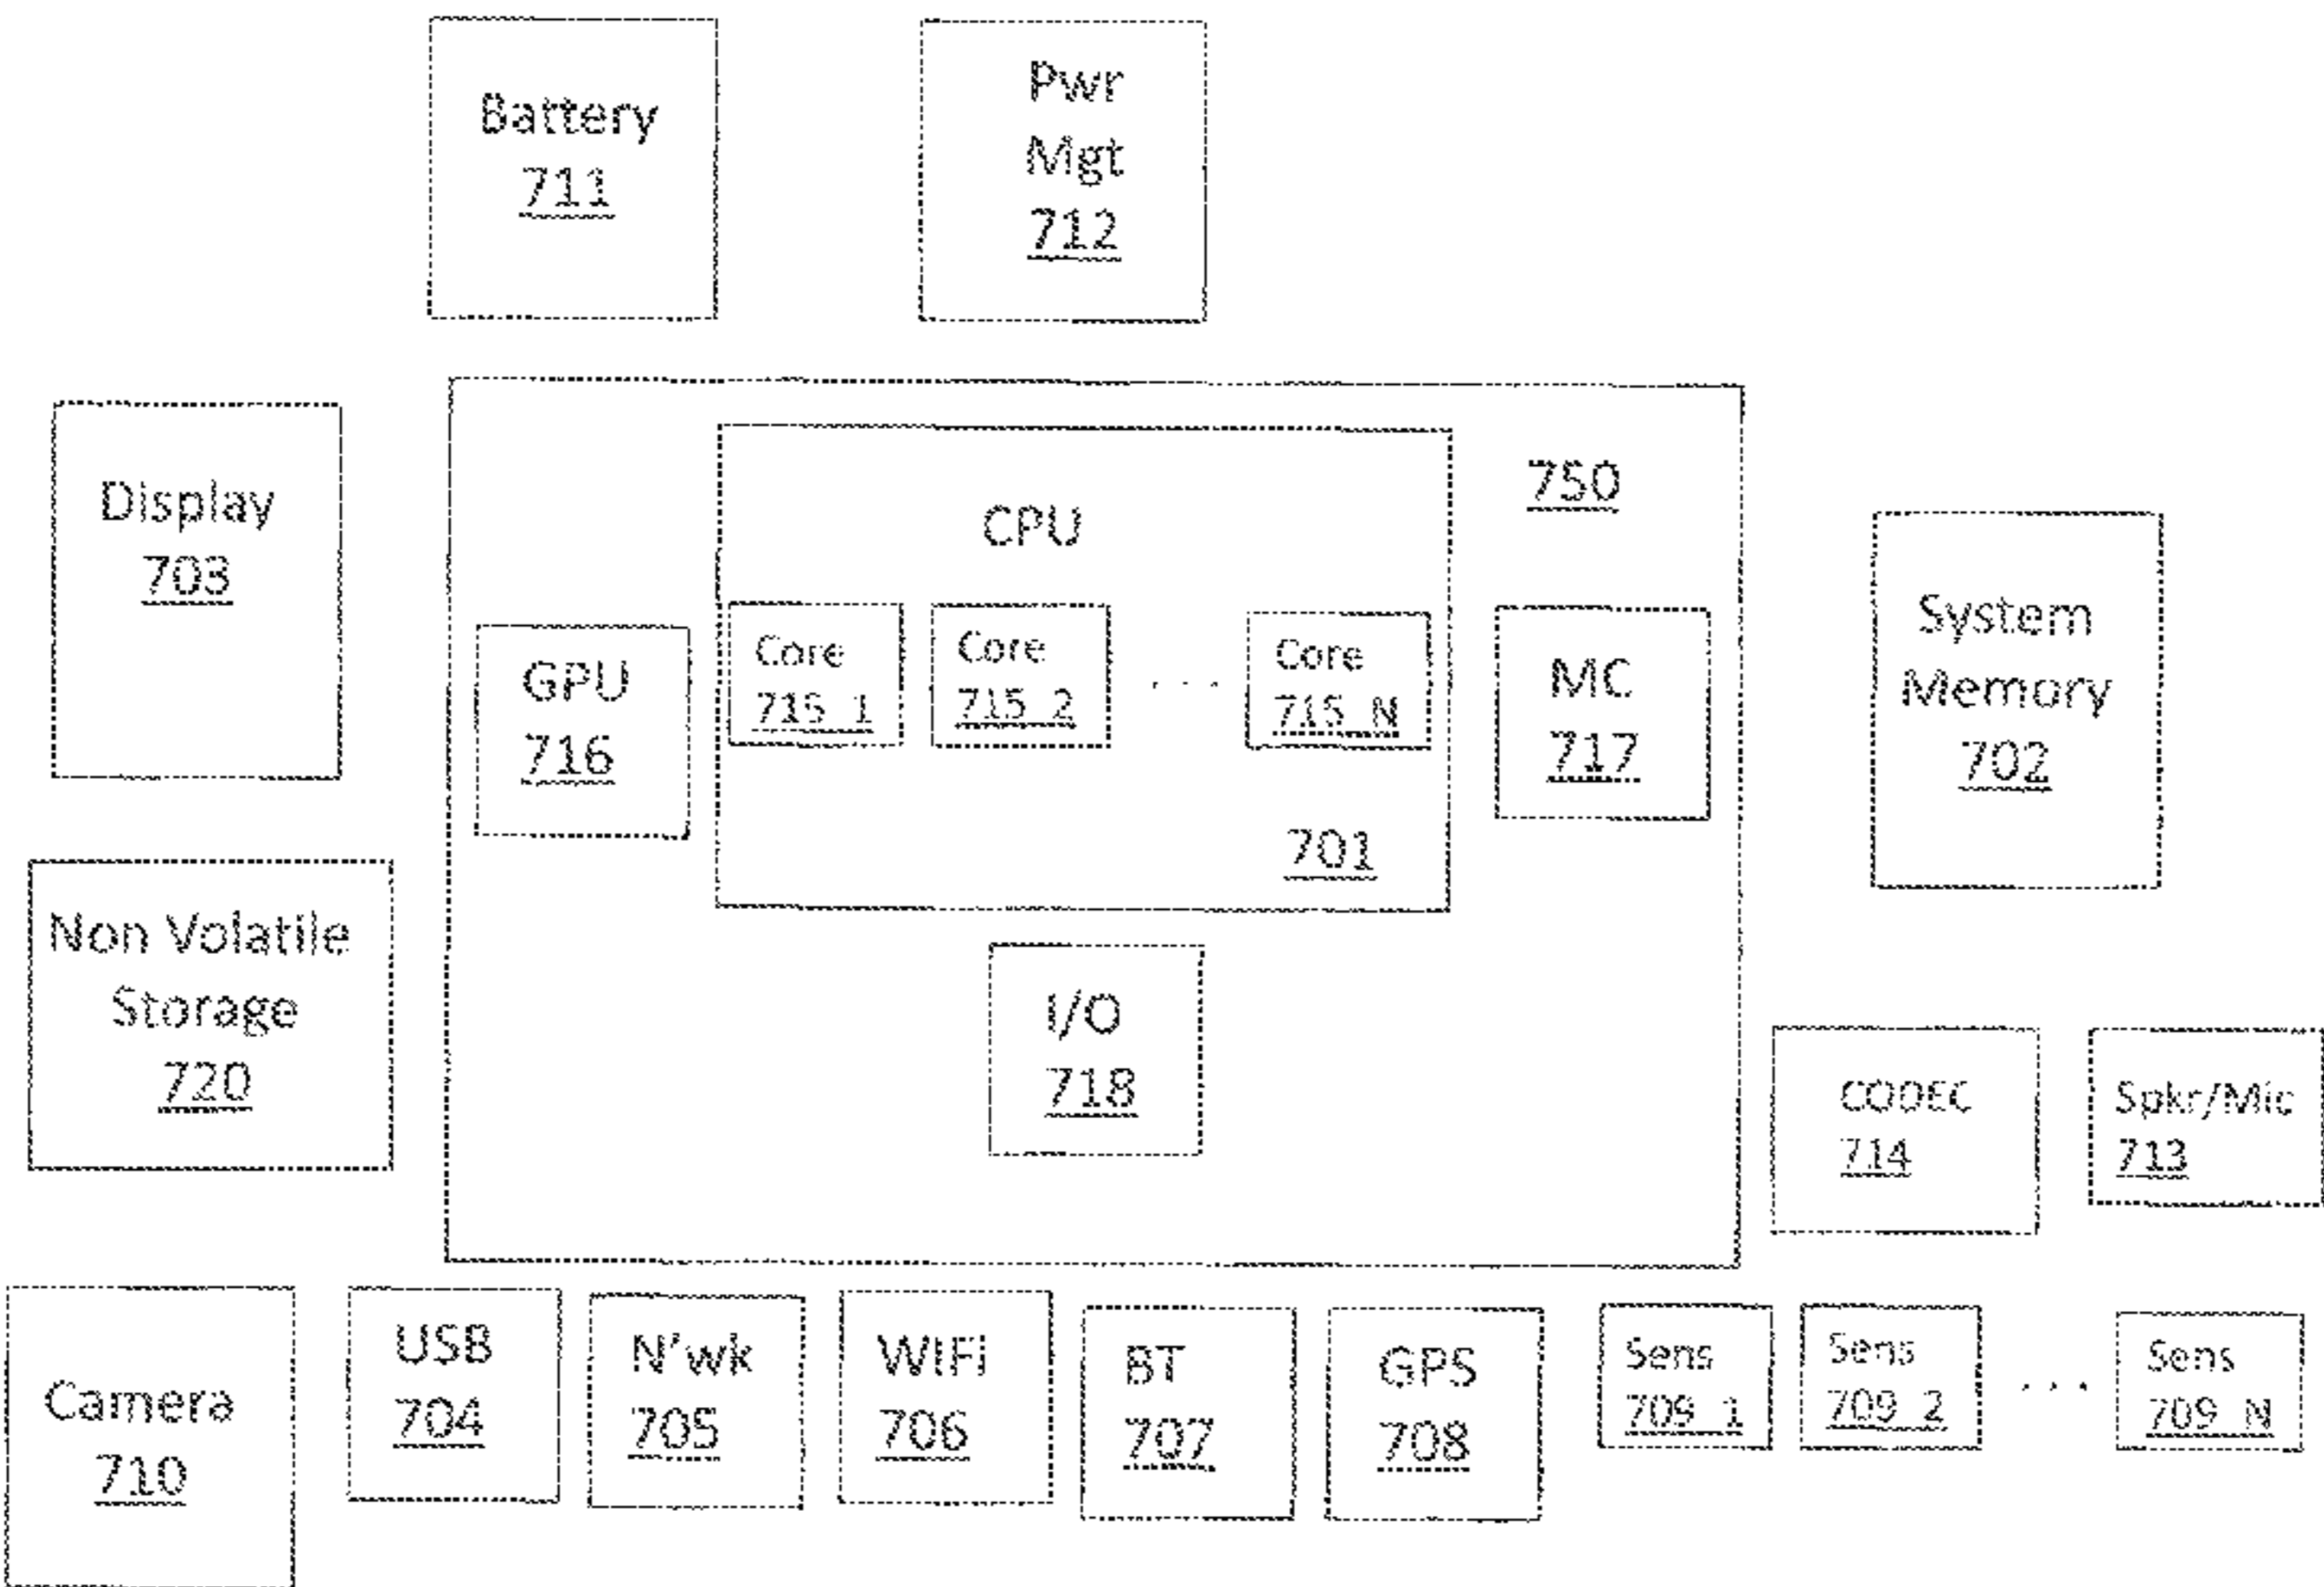 Battery
711
Pwr
Mgt
712
Display
703
CPU
750
GPU
716
Core
715_1
Core
715_2
. . .
Core
715_N
MC
717
701
System
Memory
702
Non Volatile
Storage
720
I/O
718
CODEC
714
Spkr/Mic
713
Camera
710
USB
704
N'wk
705
WIFI
706
BT
707
GPS
708
Sens
709_1
Sens
709_2
. . .
Sens
709_N